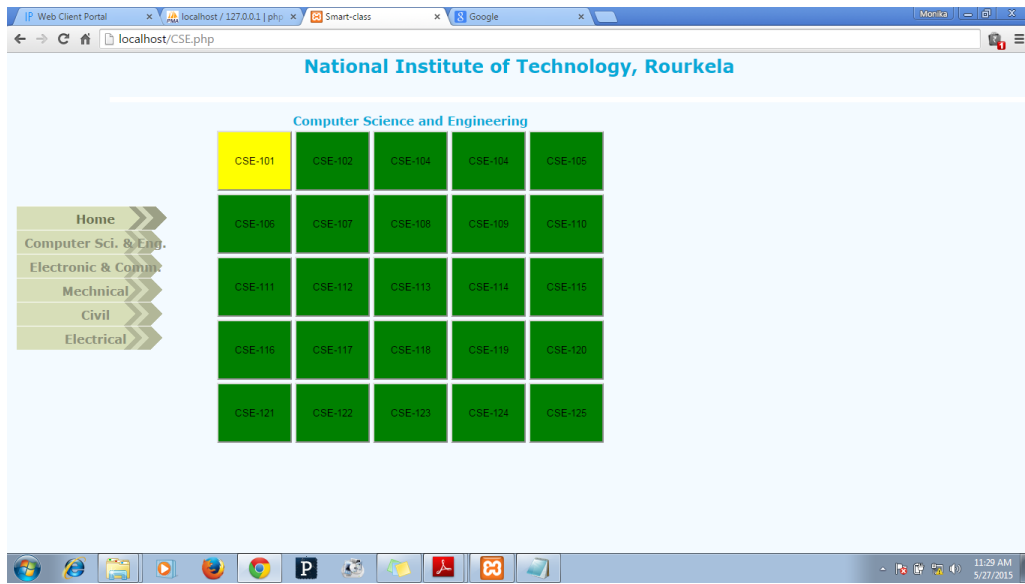 IP Web Client Portal
localhost / 127.0.0.1 | php
Smart-class
Google
Monika
localhost/CSE.php
National Institute of Technology, Rourkela
Computer Science and Engineering
CSE-101 CSE-102 CSE-104 CSE-104 CSE-105
CSE-106 CSE-107 CSE-108 CSE-109 CSE-110
CSE-111 CSE-112 CSE-113 CSE-114 CSE-115
CSE-116 CSE-117 CSE-118 CSE-119 CSE-120
CSE-121 CSE-122 CSE-123 CSE-124 CSE-125
Home
Computer Sci. & Eng.
Electronic & Comm.
Mechnical
Civil
Electrical
11:29 AM
5/27/2015